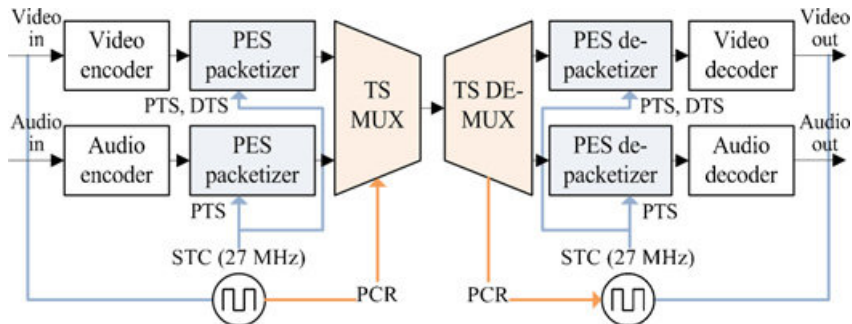 Video
in
Video
encoder
PES
packetizer
TS
MUX
TS DE-
MUX
PES de-
packetizer
Video
decoder
Video
out
PTS, DTS
PTS, DTS
Audio
in
Audio
encoder
PES
packetizer
PES de-
packetizer
Audio
decoder
Audio
out
PTS
PTS
STC (27 MHz)
STC (27 MHz)
PCR
PCR